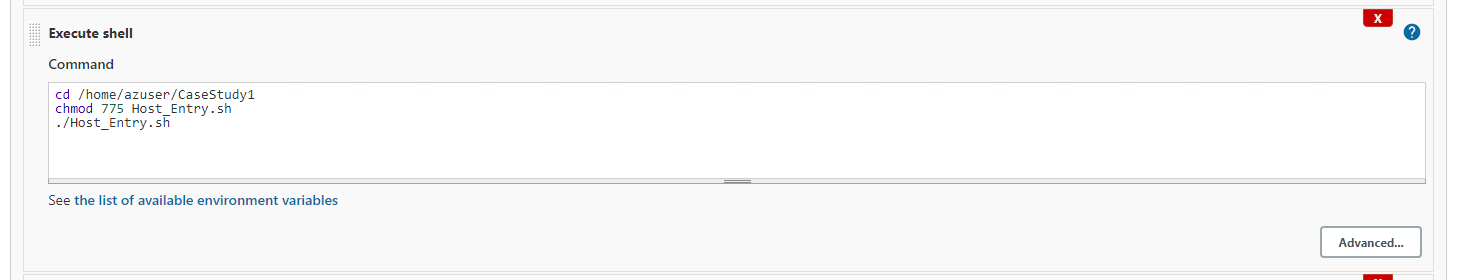 X
Execute shell
?
Command
cd /home/azuser/CaseStudy1
chmod 775 Host_Entry.sh
./Host_Entry.sh
See the list of available environment variables
Advanced...